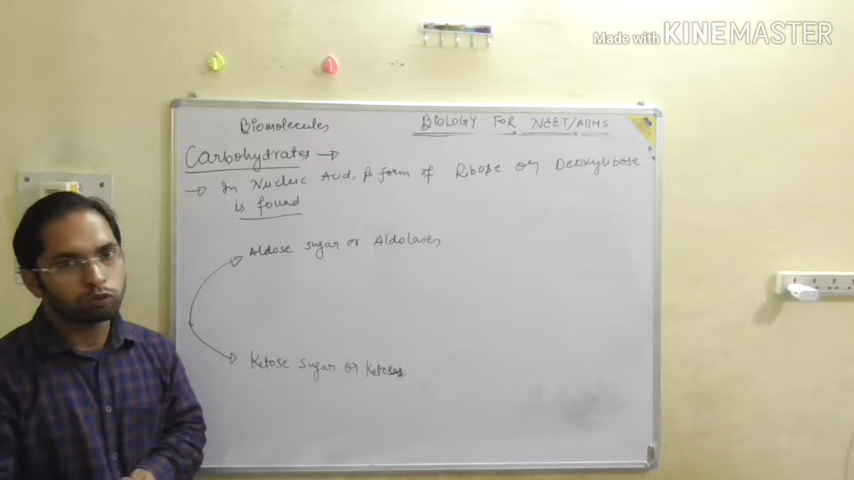 Made with KINEMASTER
Biomolecules
BIOLOGY FOR NEET/AIIMS
Carbohydrates →
→ In Nucleic Acid, β form of Ribose or Deoxyribose
is found
Aldose sugar or Aldolases
Ketose sugar or Ketoses